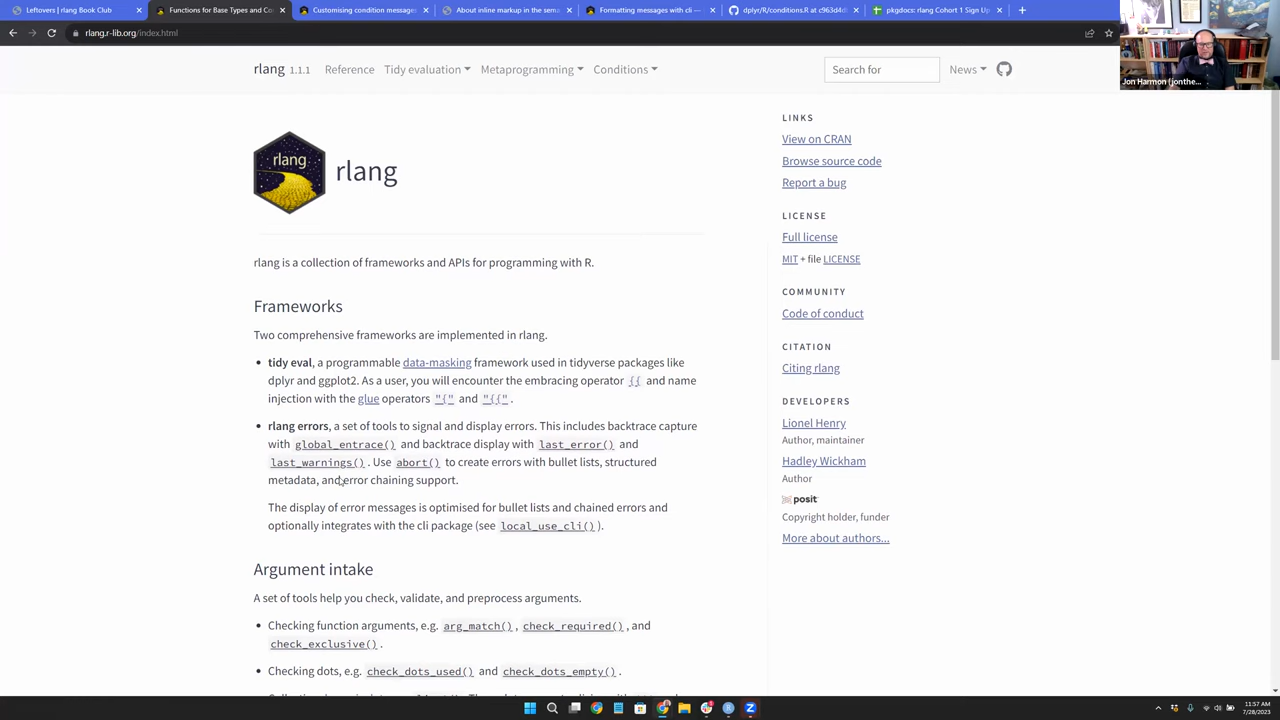 Leftovers | rlang Book Club
Functions for Base Types and Co
Customising condition messages
About inline markup in the sema
Formatting messages with cli —
dplyr/R/conditions.R at c963d4d
pkgdocs: rlang Cohort 1 Sign Up
rlang.r-lib.org/index.html
Jon Harmon (jonthe...
rlang 1.1.1 Reference Tidy evaluation Metaprogramming Conditions Search for News
rlang
rlang
rlang is a collection of frameworks and APIs for programming with R.
Frameworks
Two comprehensive frameworks are implemented in rlang.
• tidy eval, a programmable data-masking framework used in tidyverse packages like
dplyr and ggplot2. As a user, you will encounter the embracing operator {{ and name
injection with the glue operators "{" and "{{".
• rlang errors, a set of tools to signal and display errors. This includes backtrace capture
with global_entrace() and backtrace display with last_error() and
last_warnings(). Use abort() to create errors with bullet lists, structured
metadata, and error chaining support.
The display of error messages is optimised for bullet lists and chained errors and
optionally integrates with the cli package (see local_use_cli()).
Argument intake
A set of tools help you check, validate, and preprocess arguments.
• Checking function arguments, e.g. arg_match(), check_required(), and
check_exclusive().
• Checking dots, e.g. check_dots_used() and check_dots_empty().
LINKS
View on CRAN
Browse source code
Report a bug
LICENSE
Full license
MIT + file LICENSE
COMMUNITY
Code of conduct
CITATION
Citing rlang
DEVELOPERS
Lionel Henry
Author, maintainer
Hadley Wickham
Author
posit
Copyright holder, funder
More about authors...
11:57 AM
7/28/2023